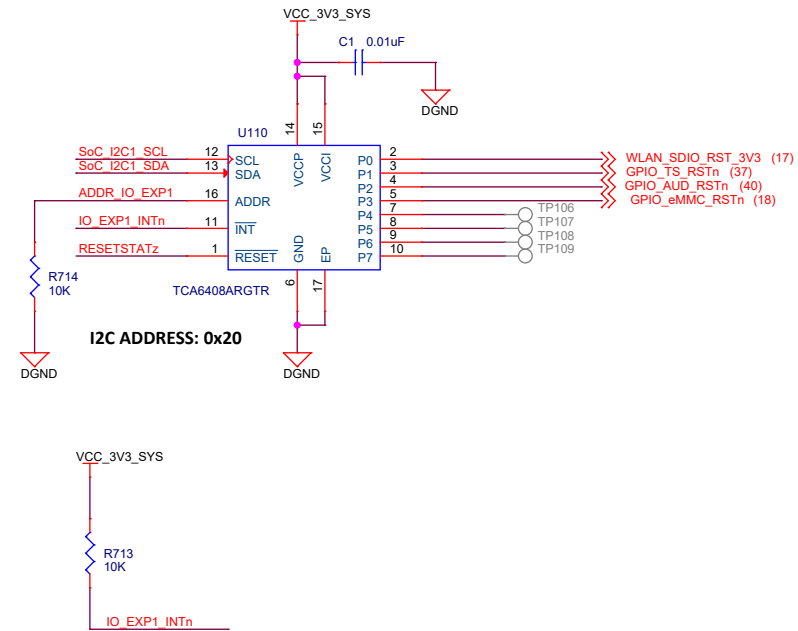 VCC_3V3_SYS
C1 0.01uF
DGND
U110
14 15
SoC_I2C1_SCL 12 SCL VCCP VCCI P0 2 WLAN_SDIO_RST_3V3 (17)
SoC_I2C1_SDA 13 SDA P1 3 GPIO_TS_RSTn (37)
P2 4 GPIO_AUD_RSTn (40)
ADDR_IO_EXP1 16 ADDR P3 5 GPIO_eMMC_RSTn (18)
P4 7 TP106
IO_EXP1_INTn 11 INT P5 8 TP107
P6 9 TP108
RESETSTATz 1 RESET GND EP P7 10 TP109
6 17
R714
10K
TCA6408ARGTR
I2C ADDRESS: 0x20
DGND
DGND
VCC_3V3_SYS
R713
10K
IO_EXP1_INTn